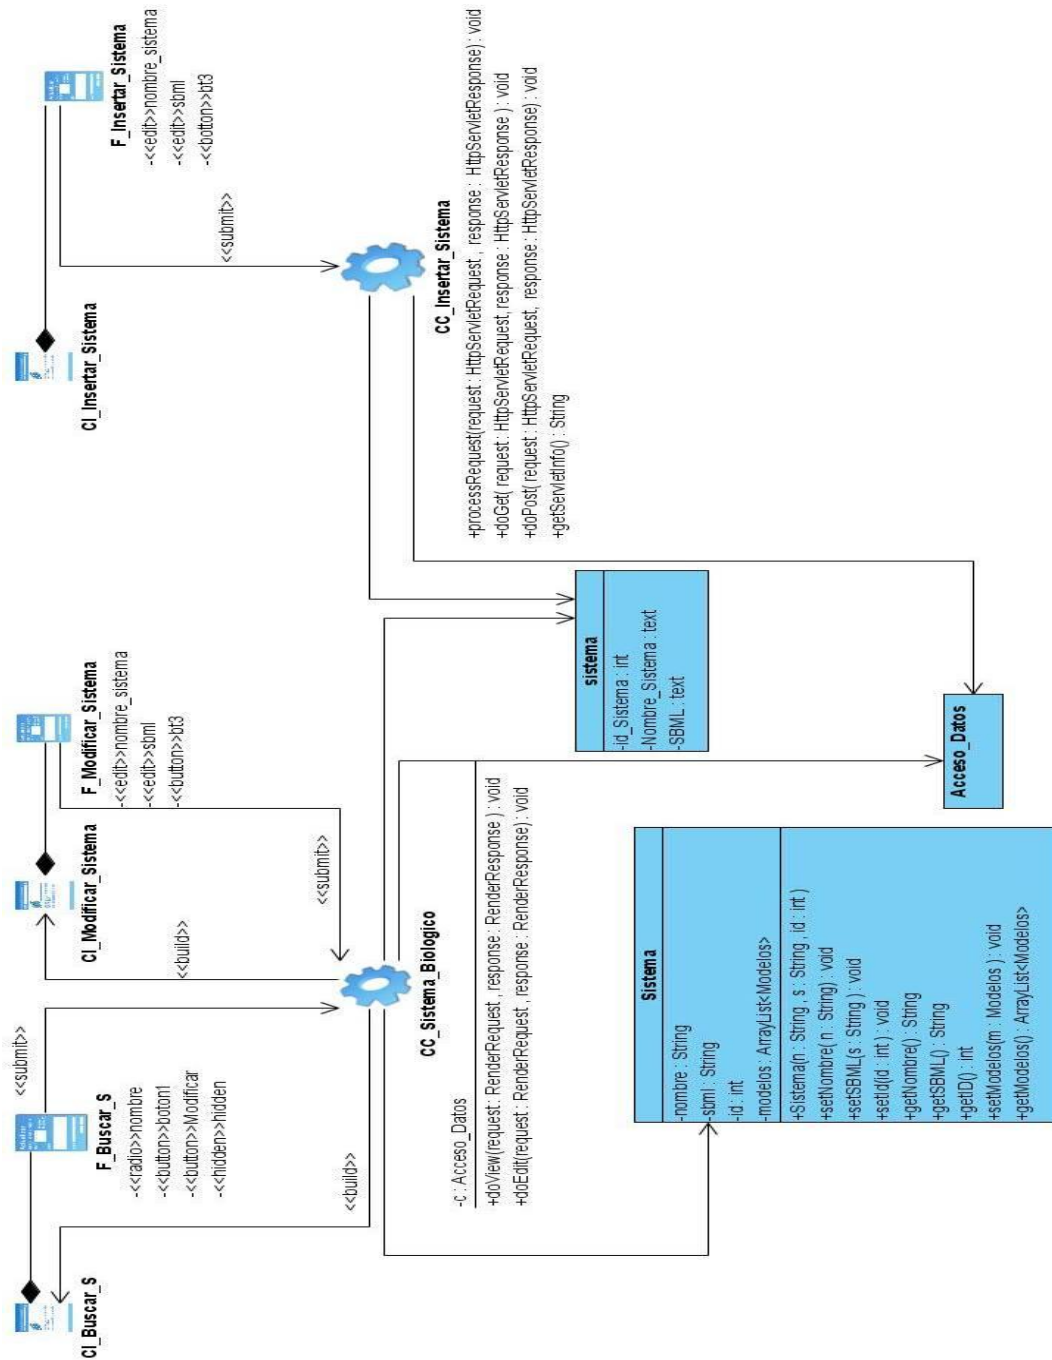 CI_Buscar_S
F_Buscar_S
-<<radio>>nombre
-<<button>>boton1
-<<button>>Modificar
-<<hidden>>hidden
<<submit>>
<<build>>
CI_Modificar_Sistema
F_Modificar_Sistema
-<<edit>>nombre_sistema
-<<edit>>sbml
-<<button>>bt3
<<build>>
<<submit>>
CI_Insertar_Sistema
F_Insertar_Sistema
-<<edit>>nombre_sistema
-<<edit>>sbml
-<<botton>>bt3
<<submit>>
CC_Sistema_Biologico
-c : Acceso_Datos
+doView(request : RenderRequest , response : RenderResponse ) : void
+doEdit(request : RenderRequest , response : RenderResponse) : void
CC_Insertar_Sistema
+processRequest(request : HttpServletRequest , response : HttpServletResponse) : void
+doGet( request : HttpServletRequest, response : HttpServletResponse ) : void
+doPost( request : HttpServletRequest, response : HttpServletResponse) : void
+getServletInfo() : String
sistema
-id_Sistema : int
-Nombre_Sistema : text
-SBML : text
Sistema
-nombre : String
-sbml : String
-id : int
-modelos : ArrayList<Modelos>
+Sistema(n : String , s : String , id : int )
+setNombre( n : String) : void
+setSBML(s : String ) : void
+setId(id : int ) : void
+getNombre() : String
+getSBML() : String
+getID() : int
+setModelos(m : Modelos ) : void
+getModelos() : ArrayList<Modelos>
Acceso_Datos